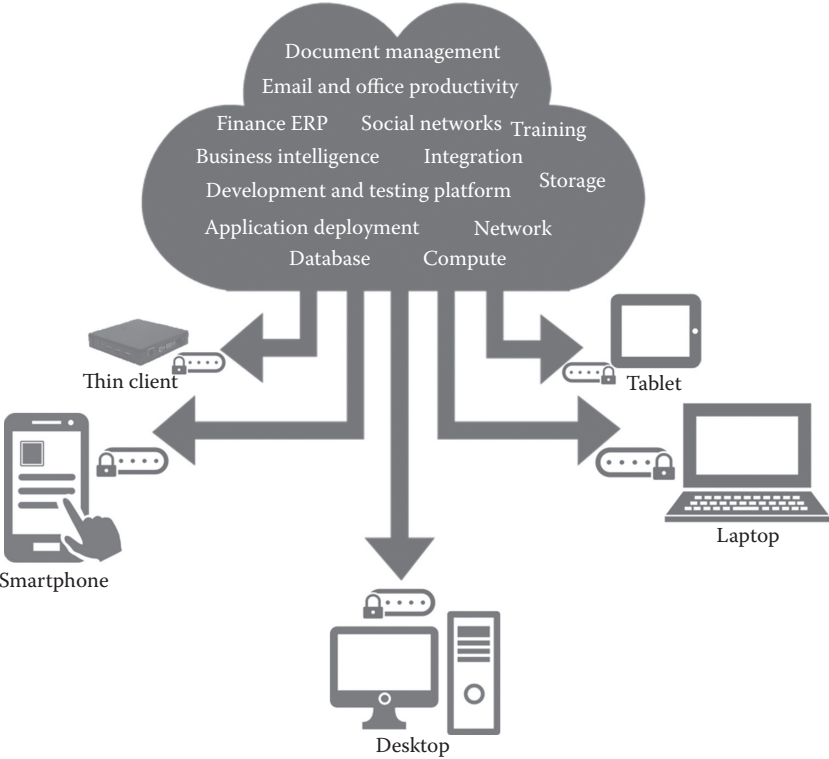 Document management
Email and office productivity
Finance ERP Social networks Training
Business intelligence Integration
Storage
Development and testing platform
Application deployment Network
Database Compute
Thin client
Tablet
Smartphone
Laptop
Desktop